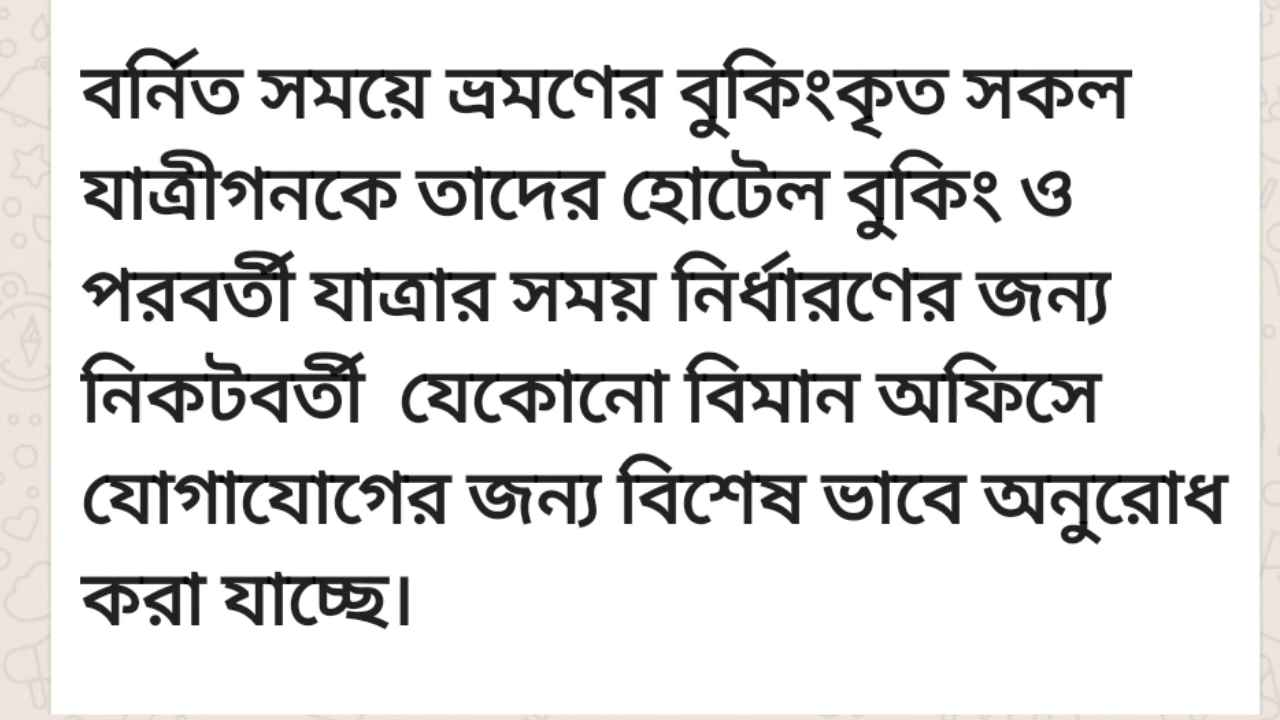 বর্নিত সময়ে ভ্রমণের বুকিংকৃত সকল
যাত্রীগনকে তাদের হোটেল বুকিং ও
পরবর্তী যাত্রার সময় নির্ধারণের জন্য
নিকটবর্তী  যেকোনো বিমান অফিসে
যোগাযোগের জন্য বিশেষ ভাবে অনুরোধ
করা যাচ্ছে।